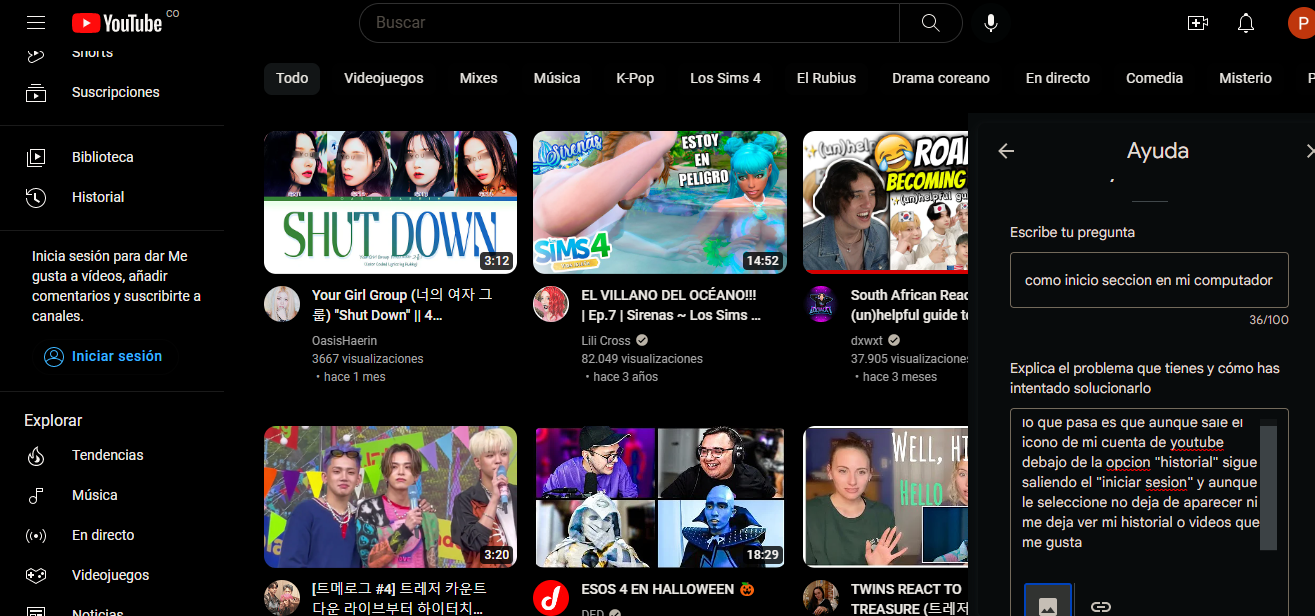 YouTube CO
Buscar
P
Shorts
Suscripciones
Biblioteca
Historial
Inicia sesión para dar Me
gusta a vídeos, añadir
comentarios y suscribirte a
canales.
Iniciar sesión
Explorar
Tendencias
Música
En directo
Videojuegos
Noticias
Todo
Videojuegos
Mixes
Música
K-Pop
Los Sims 4
El Rubius
Drama coreano
En directo
Comedia
Misterio
P
SHUT DOWN
3:12
Your Girl Group (너의 여자 그
룹) "Shut Down" || 4...
OasisHaerin
3667 visualizaciones
• hace 1 mes
Sirenas
ESTOY
EN
PELIGRO
SIMS 4
14:52
EL VILLANO DEL OCÉANO!!!
| Ep.7 | Sirenas ~ Los Sims ...
Lili Cross
82.049 visualizaciones
• hace 3 años
(un)hel
ROA
BECOMING
(un)helpful gu
South African Reac
(un)helpful guide to
dxwxt
37.905 visualizaciones
• hace 3 meses
3:20
[트메로그 #4] 트레저 카운트
다운 라이브부터 하이터치...
18:29
ESOS 4 EN HALLOWEEN 🎃
DED
WELL, HI
HELLO
TWINS REACT TO
TREASURE (트레저
Ayuda
Escribe tu pregunta
como inicio seccion en mi computador
36/100
Explica el problema que tienes y cómo has
intentado solucionarlo
lo que pasa es que aunque sale el
icono de mi cuenta de youtube
debajo de la opcion "historial" sigue
saliendo el "iniciar sesion" y aunque
le seleccione no deja de aparecer ni
me deja ver mi historial o videos que
me gusta